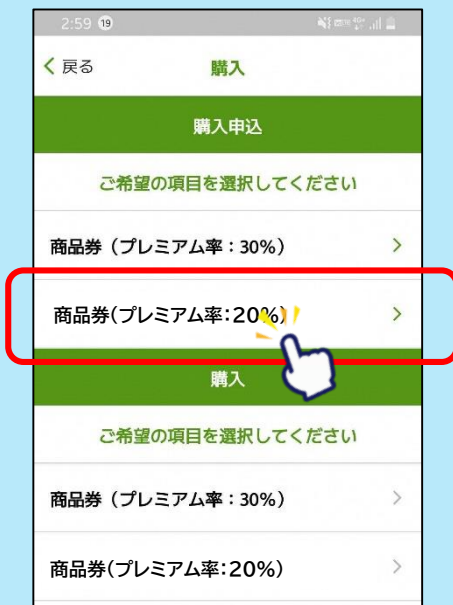 2:59 19
戻る 購入
購入申込
ご希望の項目を選択してください
商品券（プレミアム率：30%）
商品券(プレミアム率:20%)
購入
ご希望の項目を選択してください
商品券（プレミアム率：30%）
商品券(プレミアム率:20%)